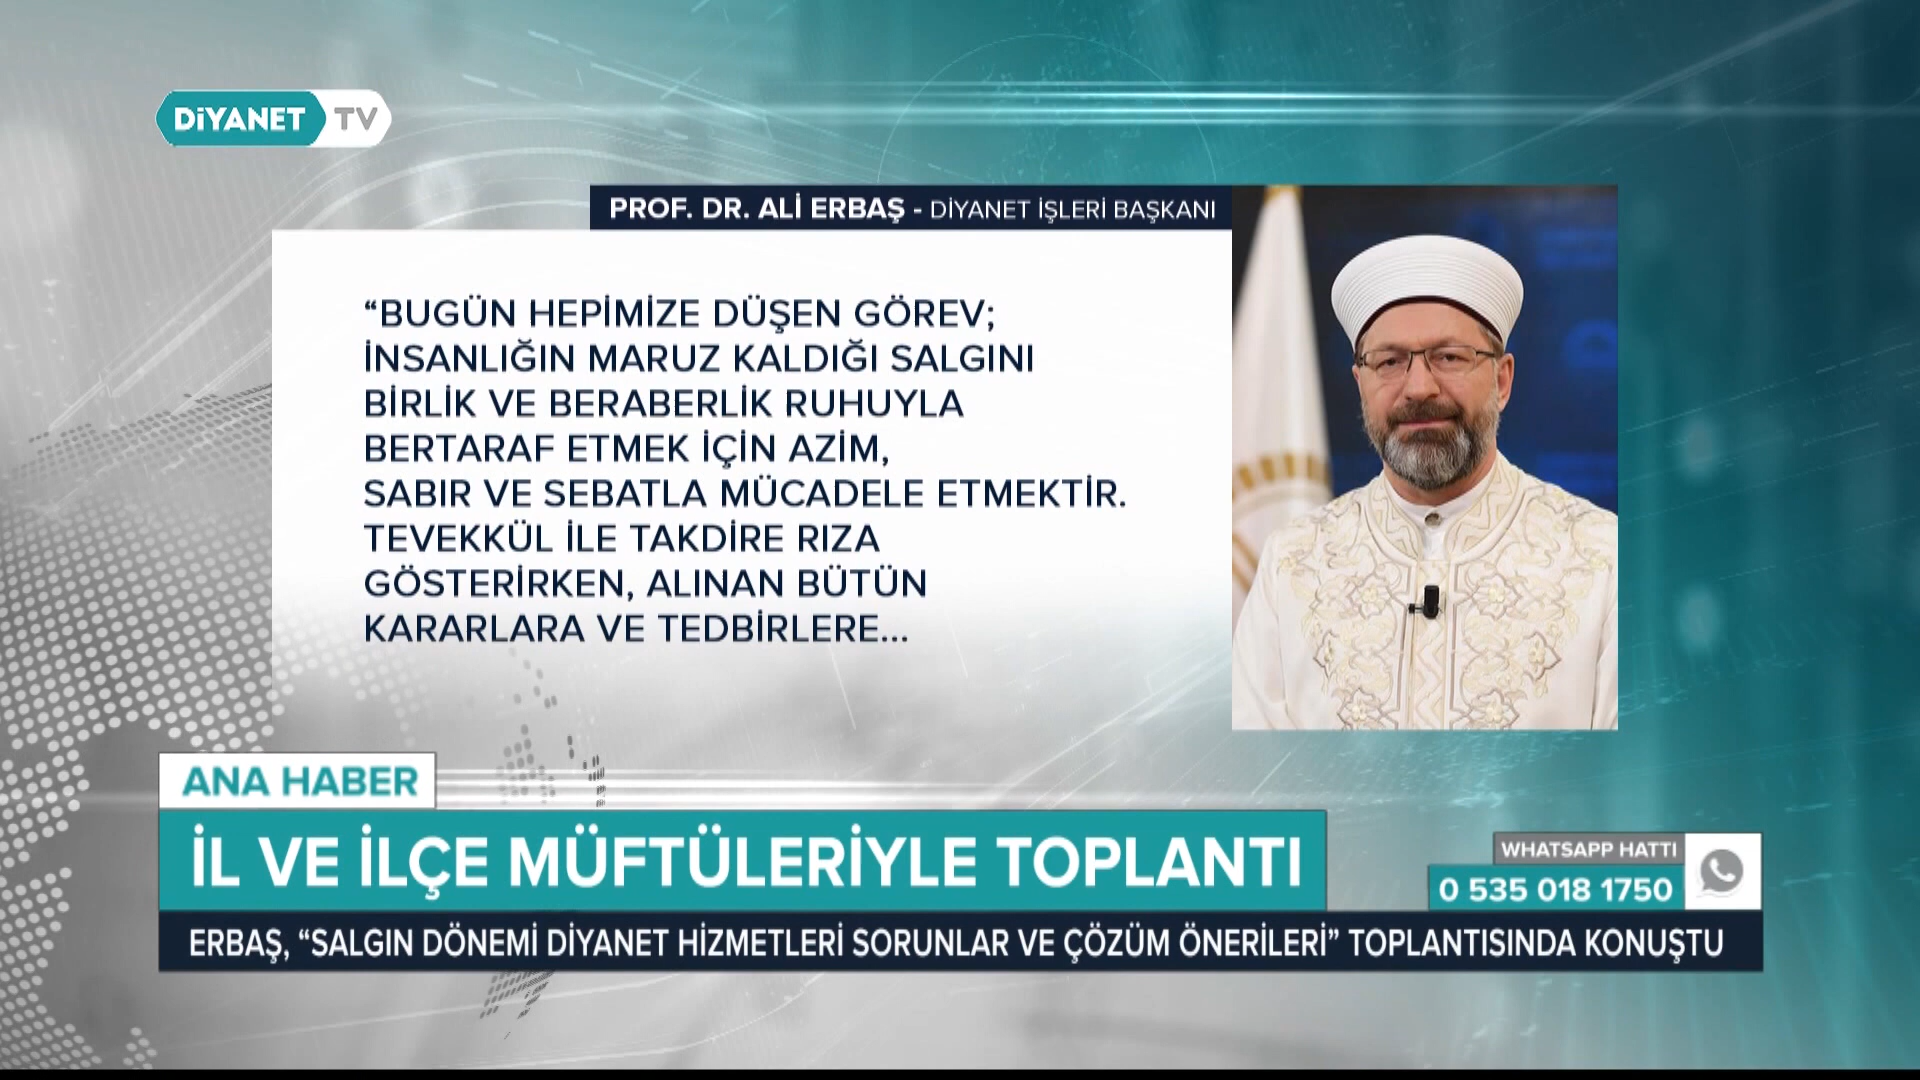 DİYANET TV
PROF. DR. ALİ ERBAŞ - DİYANET İŞLERİ BAŞKANI
“BUGÜN HEPİMİZE DÜŞEN GÖREV;
İNSANLIĞIN MARUZ KALDIĞI SALGINI
BİRLİK VE BERABERLİK RUHUYLA
BERTARAF ETMEK İÇİN AZİM,
SABIR VE SEBATLA MÜCADELE ETMEKTİR.
TEVEKKÜL İLE TAKDİRE RIZA
GÖSTERİRKEN, ALINAN BÜTÜN
KARARLARA VE TEDBİRLERE...
ANA HABER
İL VE İLÇE MÜFTÜLERİYLE TOPLANTI
WHATSAPP HATTI
0 535 018 1750
ERBAŞ, “SALGIN DÖNEMİ DİYANET HİZMETLERİ SORUNLAR VE ÇÖZÜM ÖNERİLERİ” TOPLANTISINDA KONUŞTU